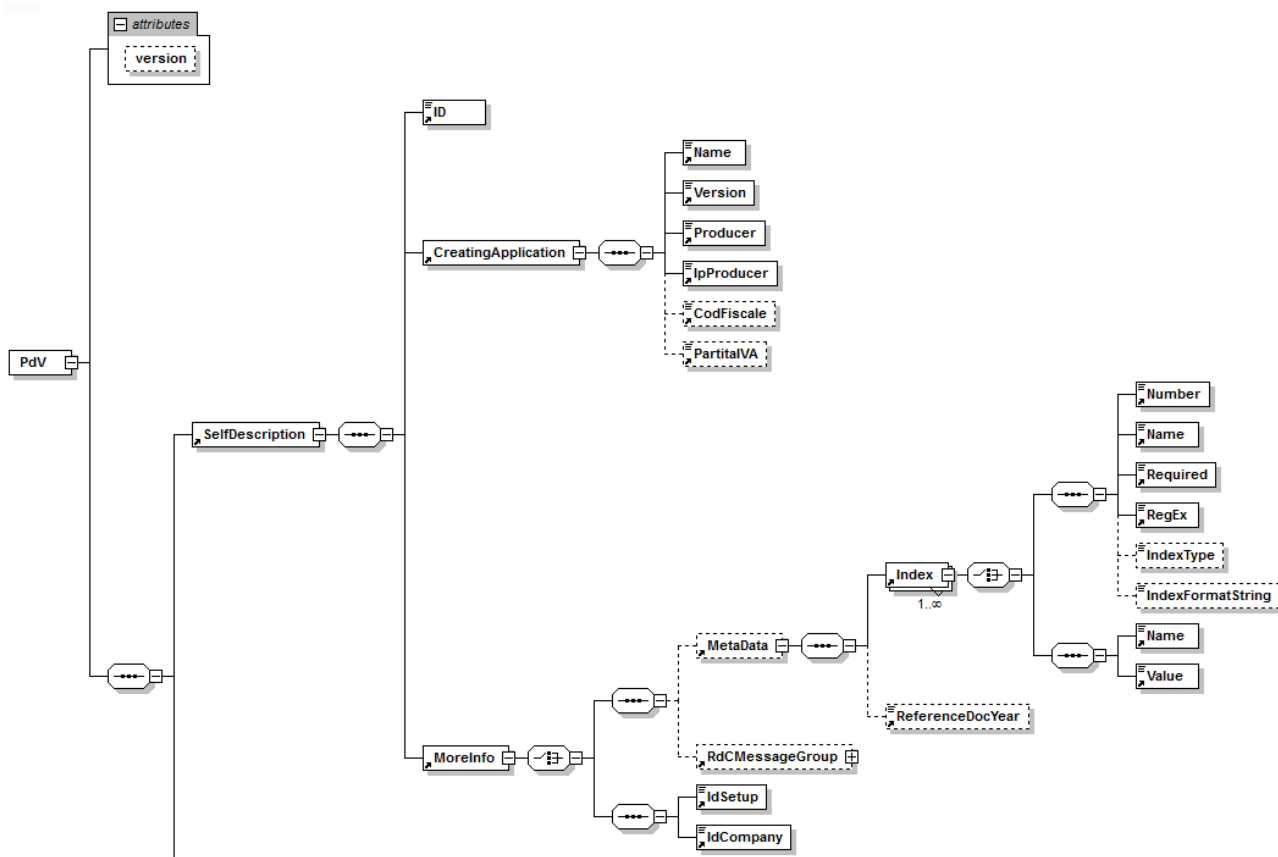 attributes
version
ID
Name
Version
Producer
CreatingApplication
IpProducer
CodFiscale
PartitaIVA
PdV
Number
SelfDescription
Name
Required
RegEx
IndexType
Index
IndexFormatString
1..∞
Name
MetaData
Value
ReferenceDocYear
MoreInfo
RdCMessageGroup
IdSetup
IdCompany